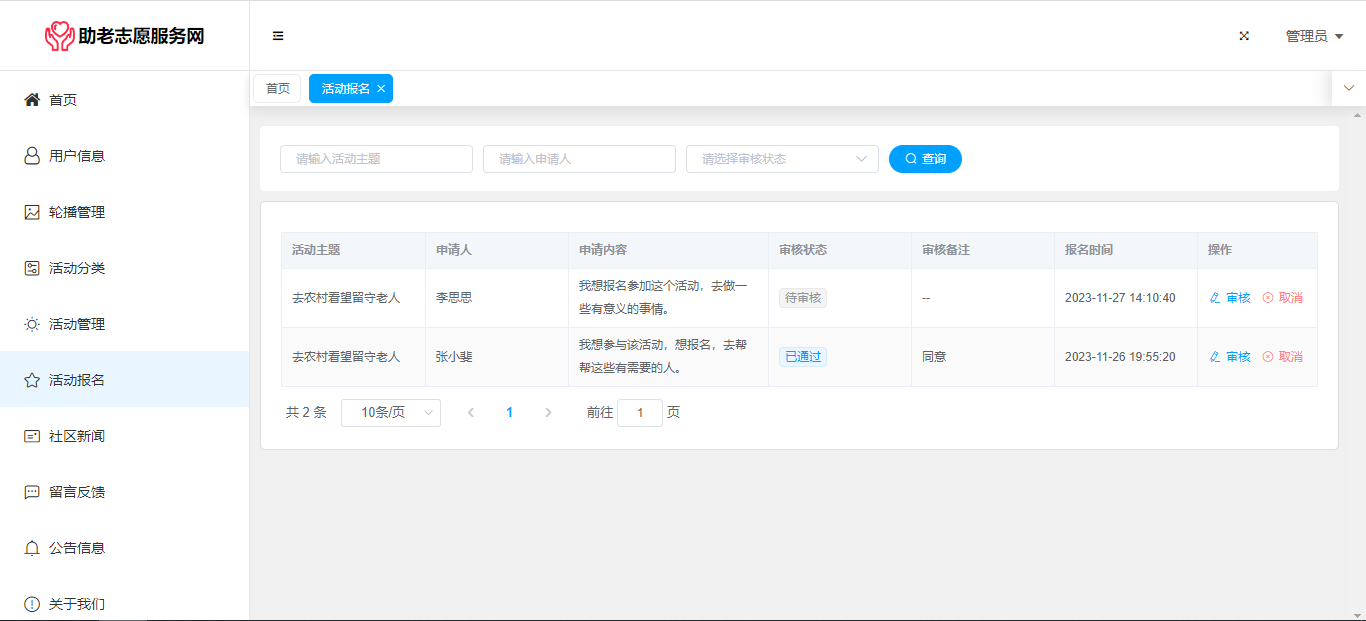 助老志愿服务网
管理员
首页
活动报名
首页
用户信息
轮播管理
活动分类
活动管理
活动报名
社区新闻
留言反馈
公告信息
关于我们
请输入活动主题 请输入申请人 请选择审核状态 查询
活动主题 申请人 申请内容 审核状态 审核备注 报名时间 操作
去农村看望留守老人 李思思 我想报名参加这个活动，去做一
些有意义的事情。 待审核 -- 2023-11-27 14:10:40 审核 取消
去农村看望留守老人 张小斐 我想参与该活动，想报名，去帮
帮这些有需要的人。 已通过 同意 2023-11-26 19:55:20 审核 取消
共 2 条 10条/页 1 前往 1 页